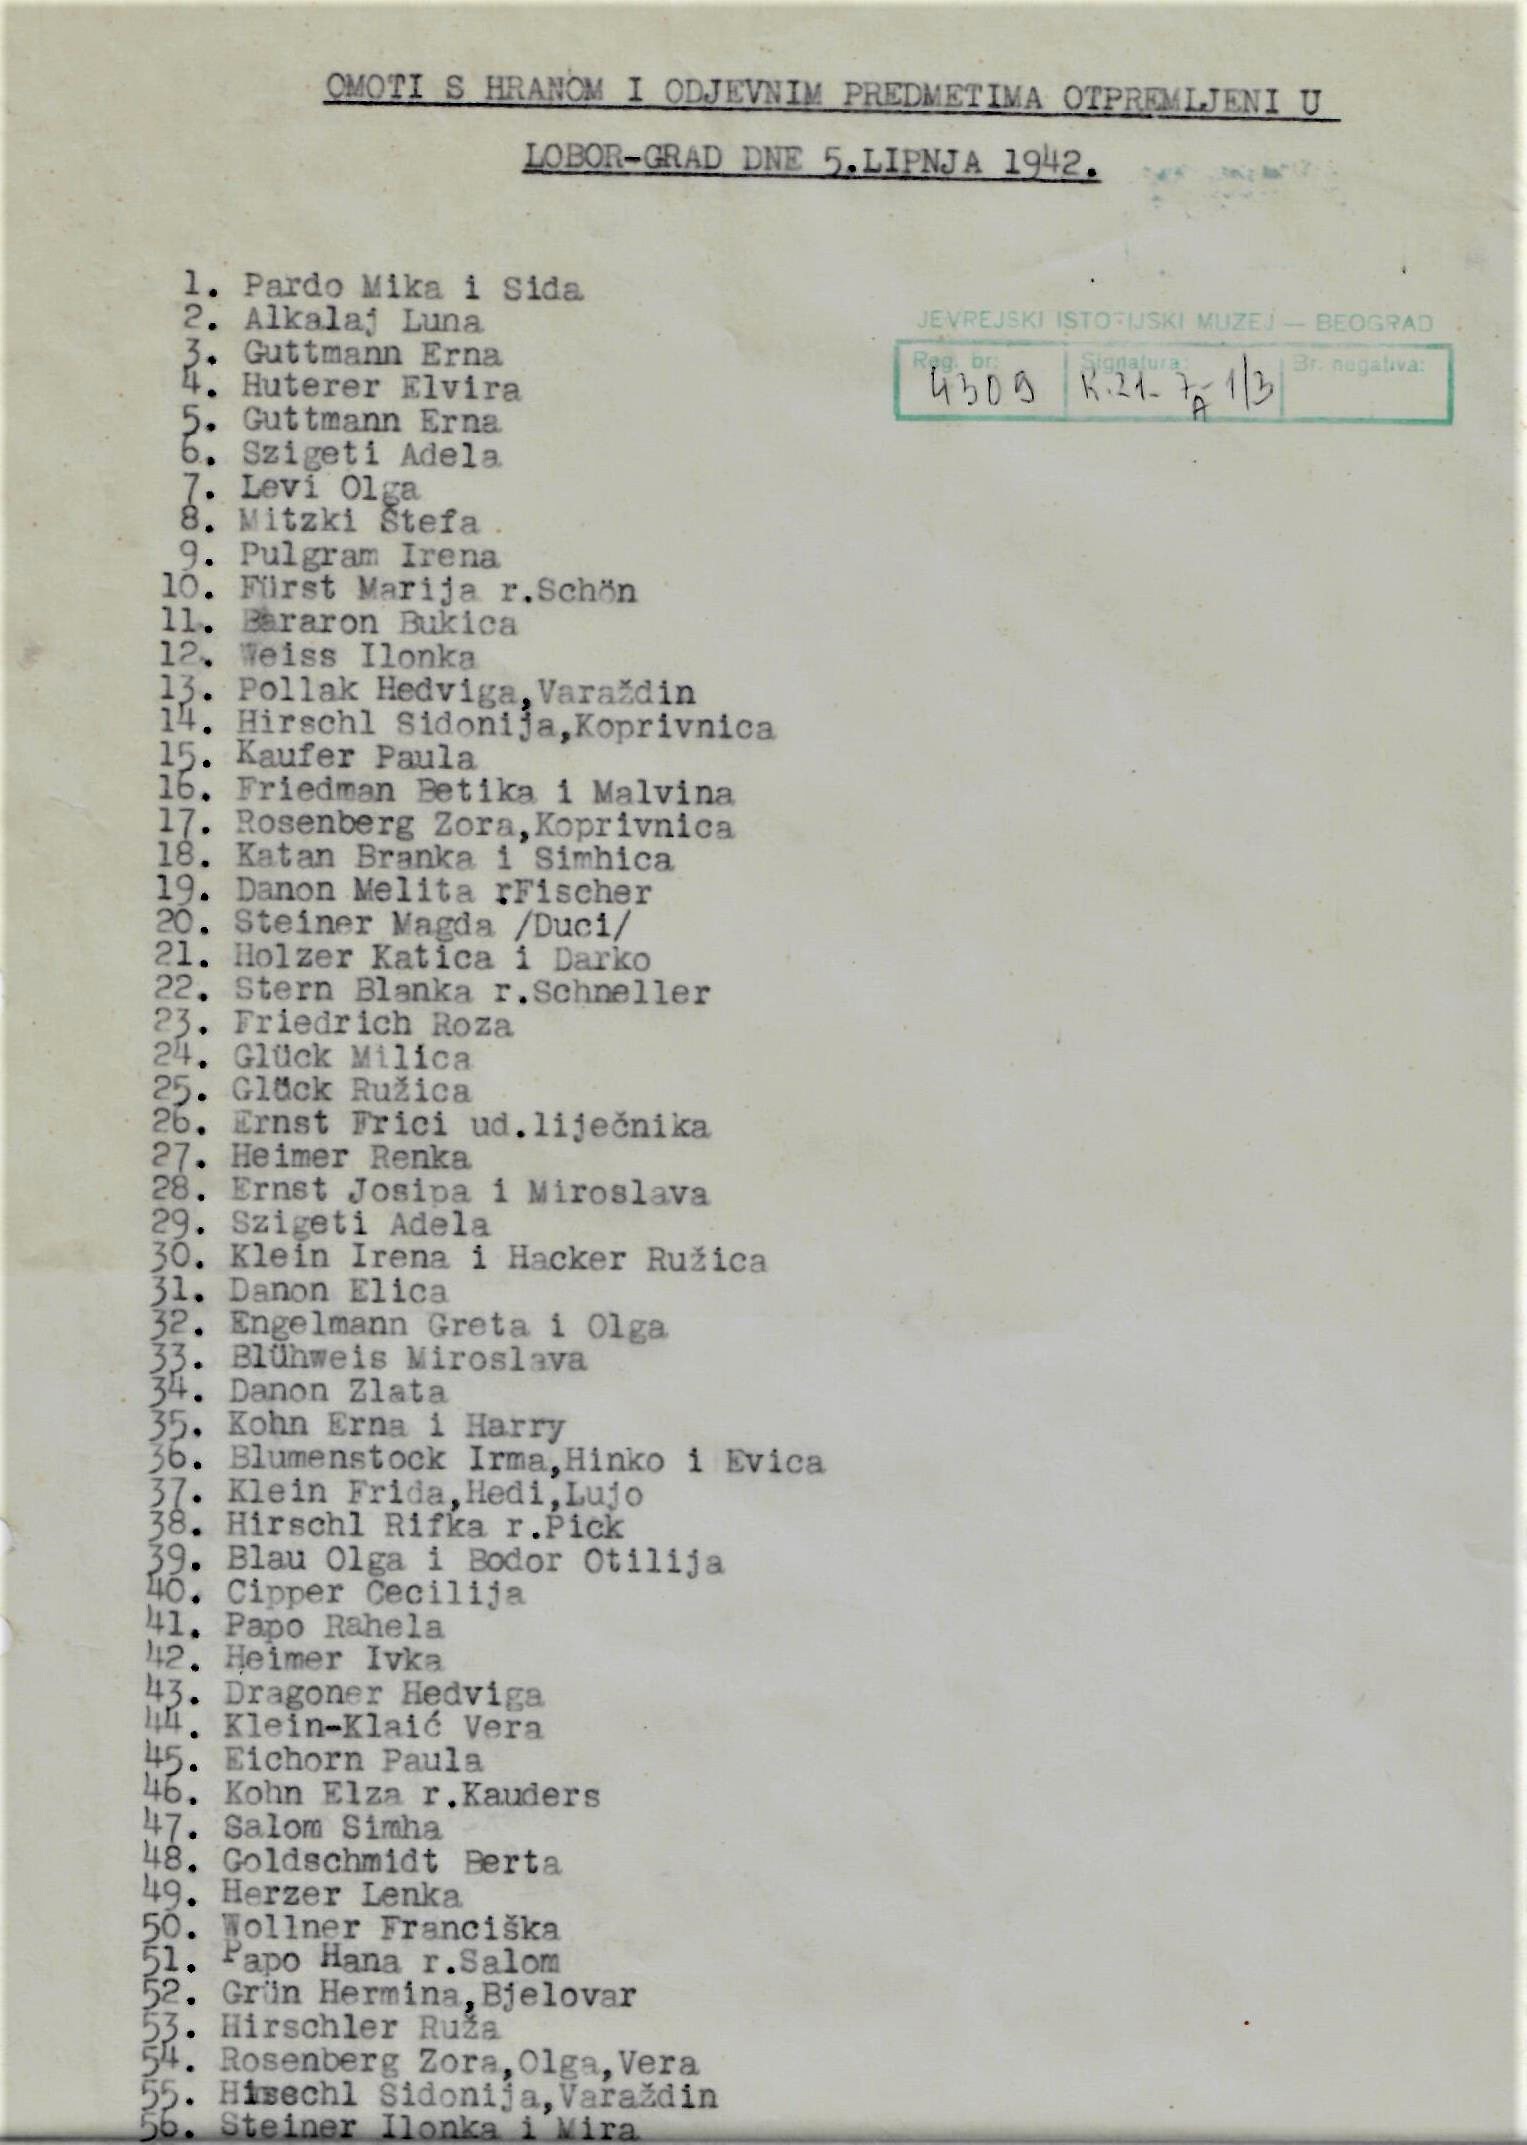 OMOTI S HRANOM I ODJEVNIM PREDMETIMA OTPREMLJENI U
LOBOR-GRAD DNE 5.LIPNJA 1942.
JEVREJSKI ISTORIJSKI MUZEJ — BEOGRAD
Reg. br: Signatura: Br. negativa:
4309 K.21-7A-1/3
1. Pardo Mika i Sida
2. Alkalaj Luna
3. Guttmann Erna
4. Huterer Elvira
5. Guttmann Erna
6. Szigeti Adela
7. Levi Olga
8. Mitzki Štefa
9. Pulgram Irena
10. Fürst Marija r.Schön
11. Bararon Bukica
12. Weiss Ilonka
13. Pollak Hedviga,Varaždin
14. Hirschl Sidonija,Koprivnica
15. Kaufer Paula
16. Friedman Betika i Malvina
17. Rosenberg Zora,Koprivnica
18. Katan Branka i Simhica
19. Danon Melita r.Fischer
20. Steiner Magda /Duci/
21. Holzer Katica i Darko
22. Stern Blanka r.Schneller
23. Friedrich Roza
24. Glück Milica
25. Glück Ružica
26. Ernst Frici ud.liječnika
27. Heimer Renka
28. Ernst Josipa i Miroslava
29. Szigeti Adela
30. Klein Irena i Hacker Ružica
31. Danon Elica
32. Engelmann Greta i Olga
33. Blühweis Miroslava
34. Danon Zlata
35. Kohn Erna i Harry
36. Blumenstock Irma,Hinko i Evica
37. Klein Frida,Hedi,Lujo
38. Hirschl Rifka r.Pick
39. Blau Olga i Bodor Otilija
40. Cipper Cecilija
41. Papo Rahela
42. Heimer Ivka
43. Dragoner Hedviga
44. Klein-Klaić Vera
45. Eichorn Paula
46. Kohn Elza r.Kauders
47. Salom Simha
48. Goldschmidt Berta
49. Herzer Lenka
50. Wollner Franciška
51. Papo Hana r.Salom
52. Grün Hermina,Bjelovar
53. Hirschler Ruža
54. Rosenberg Zora,Olga,Vera
55. Hirschl Sidonija,Varaždin
56. Steiner Ilonka i Mira